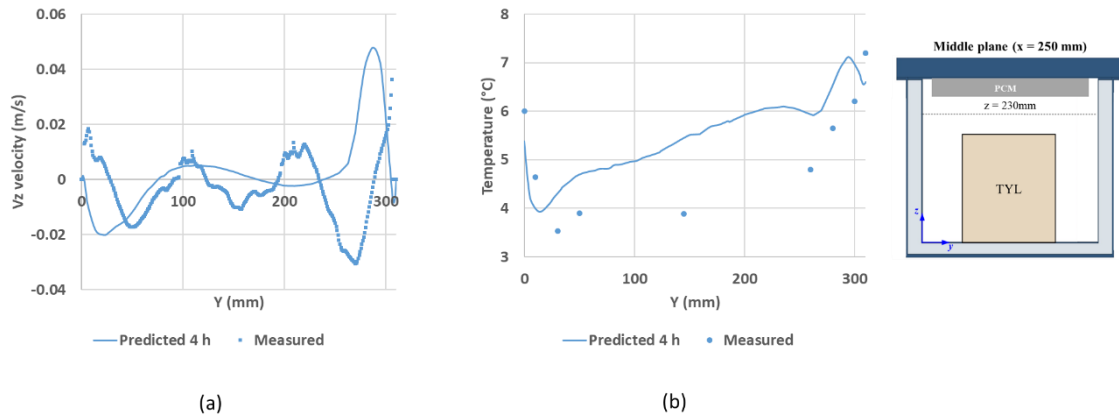 0.06
0.04
0.02
0
-0.02
-0.04
Vz velocity (m/s)
0
100
200
300
Y (mm)
Predicted 4 h
Measured
(a)
8
7
6
5
4
3
Temperature (°C)
0
100
200
300
Y (mm)
Predicted 4 h
Measured
(b)
Middle plane (x = 250 mm)
PCM
z = 230mm
TYL
z
y